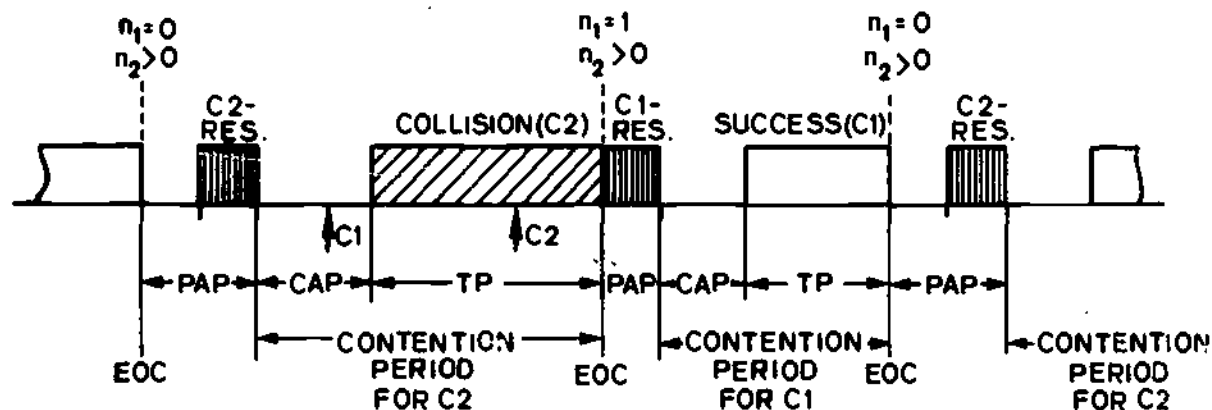 n₁=0
n₂>0
n₁=1
n₂>0
n₁=0
n₂>0
C2-
RES.
COLLISION(C2)
C1-
RES.
SUCCESS(C1)
C2-
RES.
C1
C2
PAP
CAP
TP
PAP
CAP
TP
PAP
EOC
CONTENTION
PERIOD
FOR C2
EOC
CONTENTION
PERIOD
FOR C1
EOC
CONTENTION
PERIOD
FOR C2